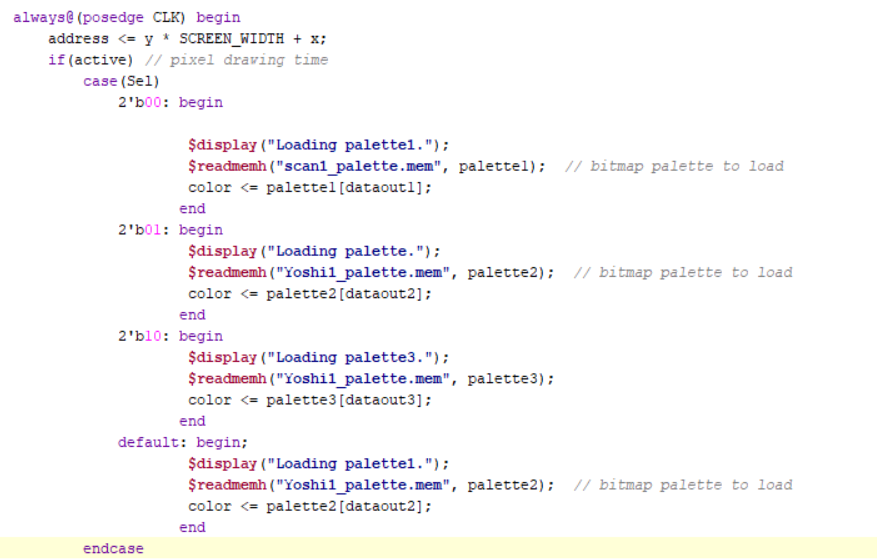 always@(posedge CLK) begin
address <= y * SCREEN_WIDTH + x;
if(active) // pixel drawing time
case(Sel)
2'b00: begin
$display("Loading palette1.");
$readmemh("scan1_palette.mem", palette1);  // bitmap palette to load
color <= palette1[dataout1];
end
2'b01: begin
$display("Loading palette.");
$readmemh("Yoshi1_palette.mem", palette2);  // bitmap palette to load
color <= palette2[dataout2];
end
2'b10: begin
$display("Loading palette3.");
$readmemh("Yoshi1_palette.mem", palette3);
color <= palette3[dataout3];
end
default: begin;
$display("Loading palette1.");
$readmemh("Yoshi1_palette.mem", palette2);  // bitmap palette to load
color <= palette2[dataout2];
end
endcase